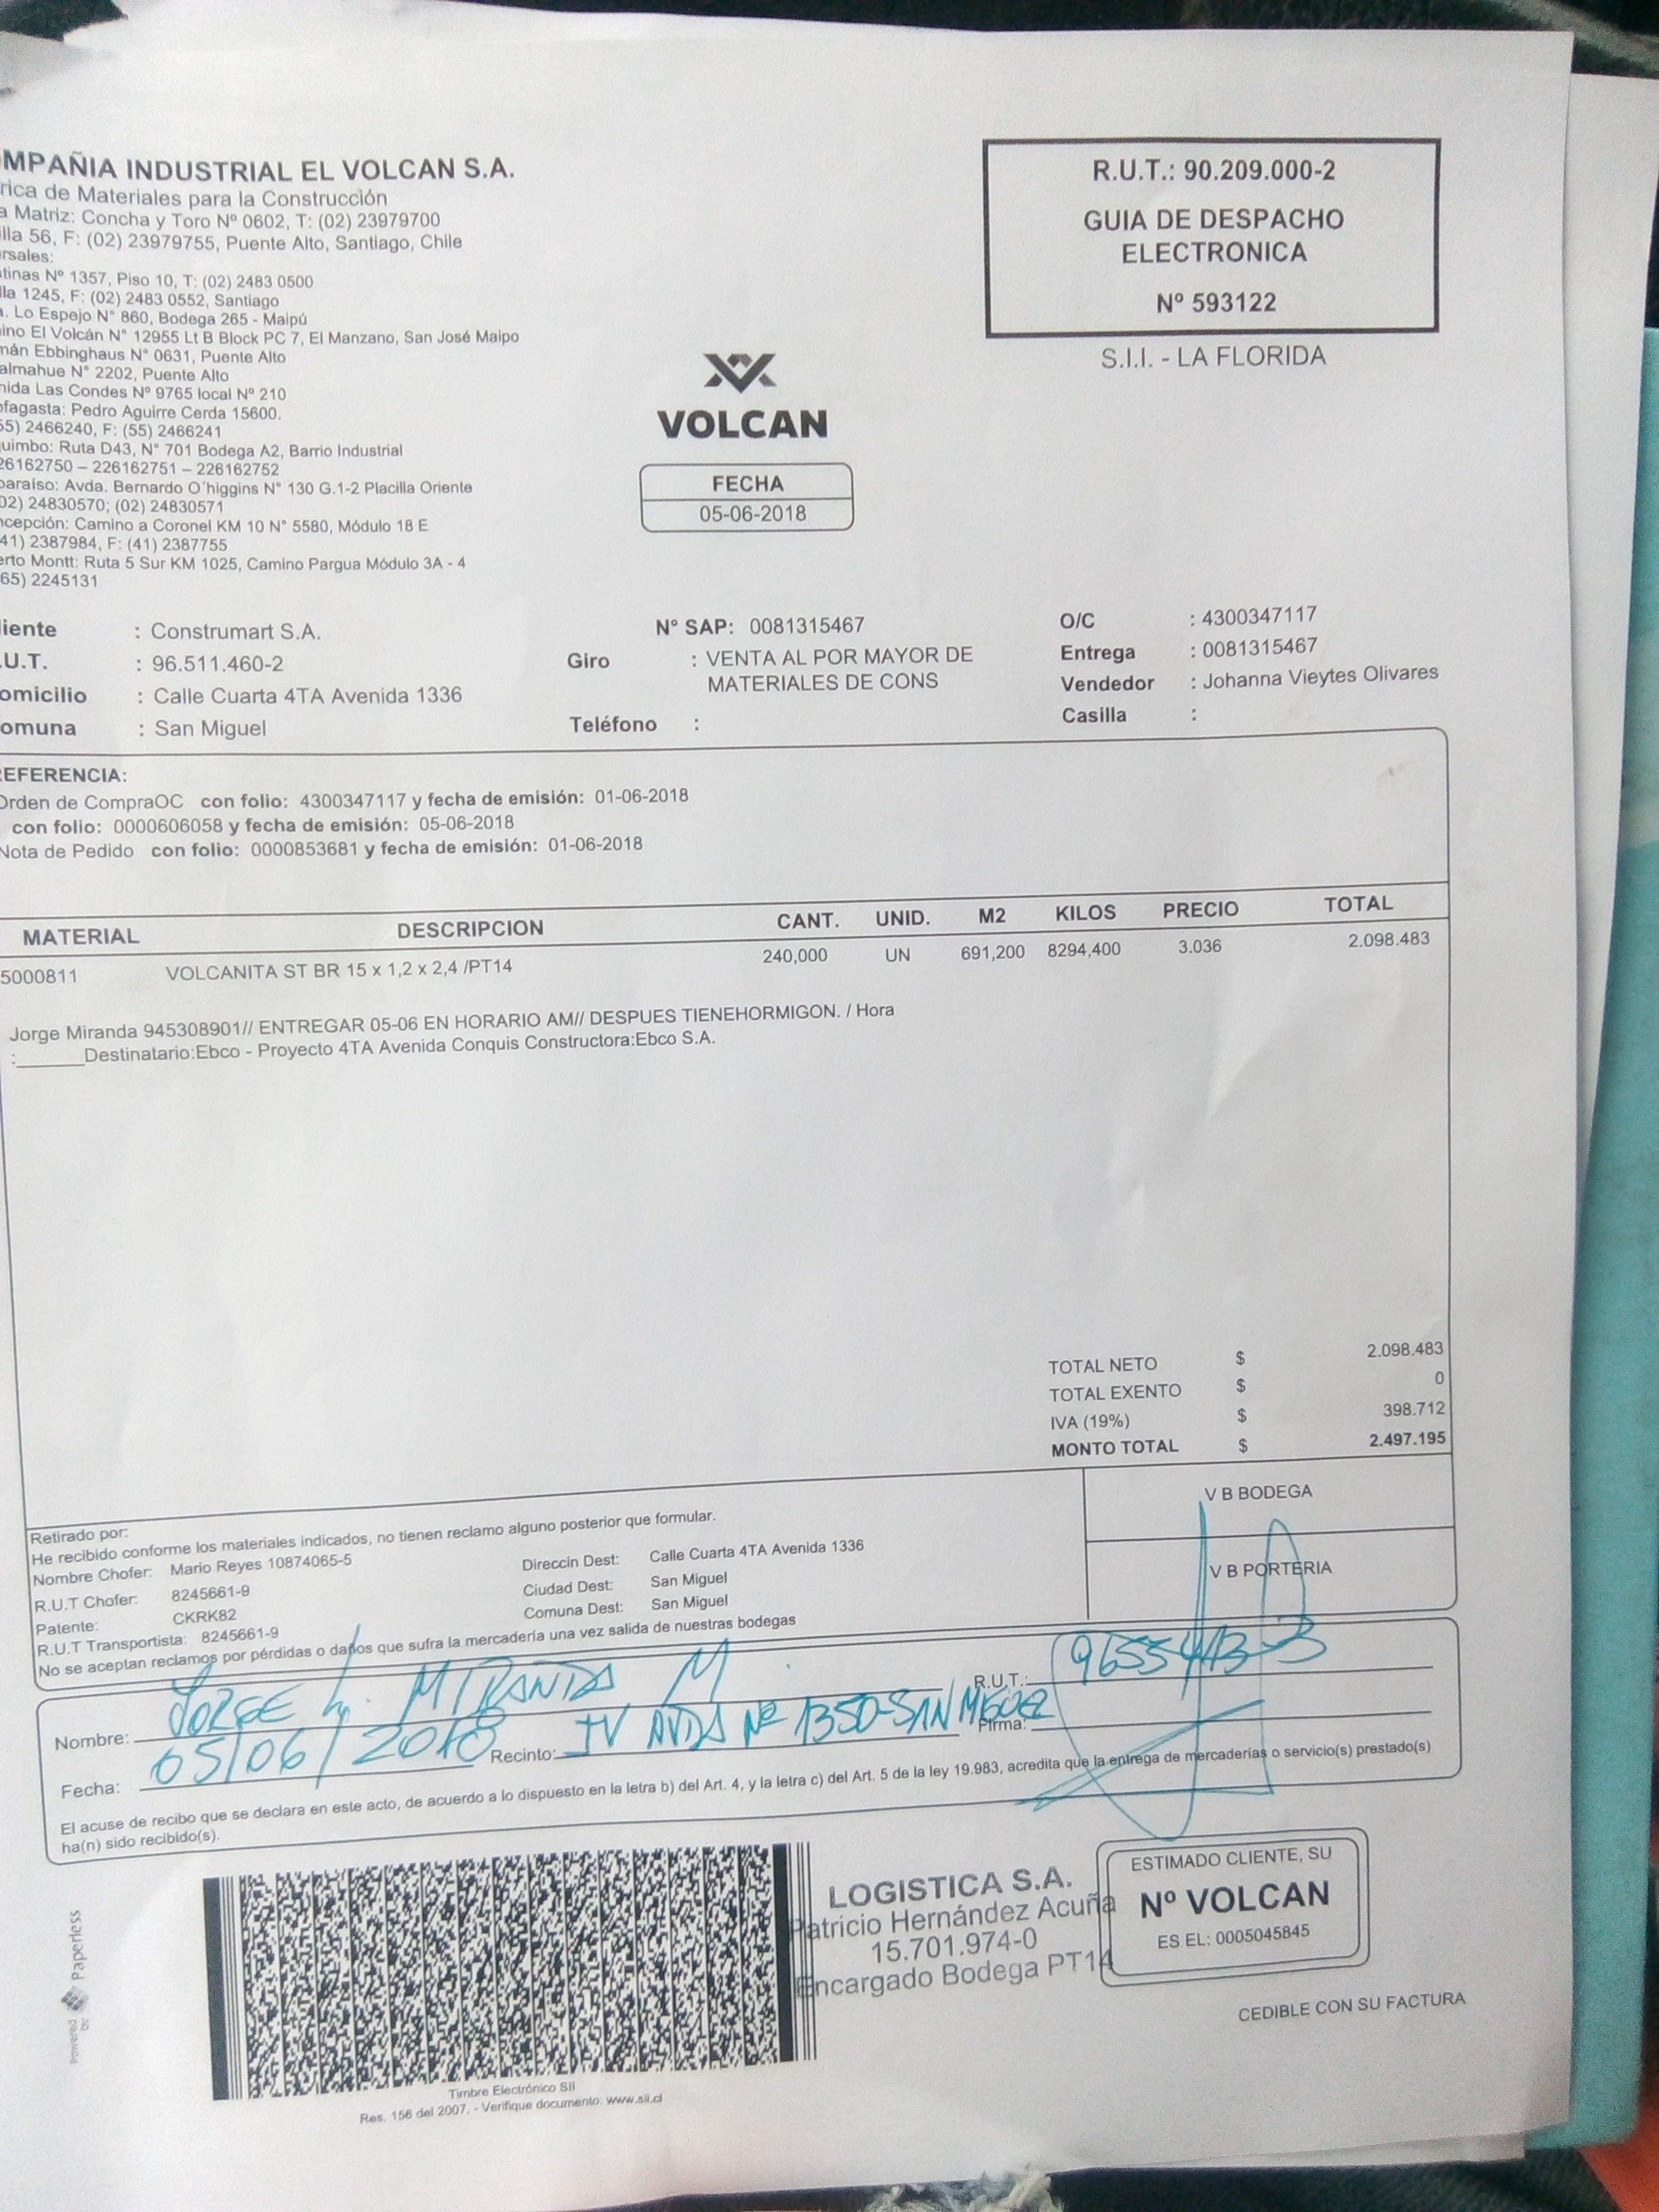 MPAÑIA INDUSTRIAL EL VOLCAN S.A.
rica de Materiales para la Construcción
a Matriz: Concha y Toro Nº 0602, T: (02) 23979700
illa 56, F: (02) 23979755, Puente Alto, Santiago, Chile
rsales:
tinas Nº 1357, Piso 10, T: (02) 2483 0500
lla 1245, F: (02) 2483 0552, Santiago
a. Lo Espejo N° 860, Bodega 265 - Maipú
ino El Volcán N° 12955 Lt B Block PC 7, El Manzano, San José Maipo
mán Ebbinghaus N° 0631, Puente Alto
almahue N° 2202, Puente Alto
nida Las Condes Nº 9765 local Nº 210
ofagasta: Pedro Aguirre Cerda 15600.
55) 2466240, F: (55) 2466241
uimbo: Ruta D43, N° 701 Bodega A2, Barrio Industrial
26162750 – 226162751 – 226162752
paraíso: Avda. Bernardo O´higgins N° 130 G.1-2 Placilla Oriente
02) 24830570; (02) 24830571
ncepción: Camino a Coronel KM 10 N° 5580, Módulo 18 E
41) 2387984, F: (41) 2387755
erto Montt: Ruta 5 Sur KM 1025, Camino Pargua Módulo 3A - 4
65) 2245131
R.U.T.: 90.209.000-2
GUIA DE DESPACHO
ELECTRONICA
Nº 593122
S.I.I. - LA FLORIDA
VOLCAN
FECHA
05-06-2018
liente : Construmart S.A.
.U.T. : 96.511.460-2
omicilio : Calle Cuarta 4TA Avenida 1336
omuna : San Miguel
N° SAP: 0081315467
Giro : VENTA AL POR MAYOR DE
MATERIALES DE CONS
Teléfono :
O/C : 4300347117
Entrega : 0081315467
Vendedor : Johanna Vieytes Olivares
Casilla :
EFERENCIA:
Orden de CompraOC con folio: 4300347117 y fecha de emisión: 01-06-2018
con folio: 0000606058 y fecha de emisión: 05-06-2018
Nota de Pedido con folio: 0000853681 y fecha de emisión: 01-06-2018
MATERIAL DESCRIPCION CANT. UNID. M2 KILOS PRECIO TOTAL
5000811 VOLCANITA ST BR 15 x 1,2 x 2,4 /PT14 240,000 UN 691,200 8294,400 3.036 2.098.483
Jorge Miranda 945308901// ENTREGAR 05-06 EN HORARIO AM// DESPUES TIENEHORMIGON. / Hora
:______Destinatario:Ebco - Proyecto 4TA Avenida Conquis Constructora:Ebco S.A.
TOTAL NETO $ 2.098.483
TOTAL EXENTO $ 0
IVA (19%) $ 398.712
MONTO TOTAL $ 2.497.195
Retirado por:
He recibido conforme los materiales indicados, no tienen reclamo alguno posterior que formular.
Nombre Chofer: Mario Reyes 10874065-5 Direccin Dest: Calle Cuarta 4TA Avenida 1336
R.U.T Chofer: 8245661-9 Ciudad Dest: San Miguel
Patente: CKRK82 Comuna Dest: San Miguel
R.U.T Transportista: 8245661-9
No se aceptan reclamos por pérdidas o daños que sufra la mercadería una vez salida de nuestras bodegas
V B BODEGA
V B PORTERIA
Nombre: JORGE L. MIRANDA M R.U.T.:
Fecha: 05/06/2018 Recinto: IV AVDA Nº 1350-SAN MIGUEL Firma:
El acuse de recibo que se declara en este acto, de acuerdo a lo dispuesto en la letra b) del Art. 4, y la letra c) del Art. 5 de la ley 19.983, acredita que la entrega de mercaderías o servicio(s) prestado(s)
ha(n) sido recibido(s).
Powered by Paperless
Timbre Electrónico SII
Res. 156 del 2007. - Verifique documento: www.sii.cl
LOGISTICA S.A.
Patricio Hernández Acuña
15.701.974-0
Encargado Bodega PT14
ESTIMADO CLIENTE, SU
Nº VOLCAN
ES EL: 0005045845
CEDIBLE CON SU FACTURA